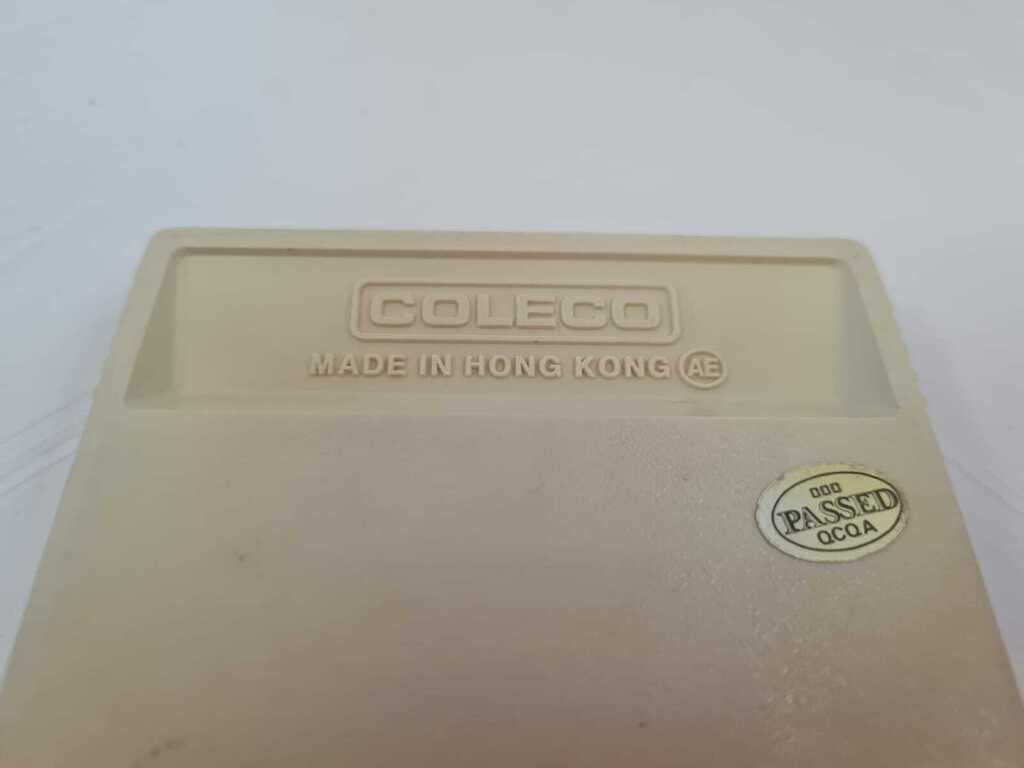 COLECO
MADE IN HONG KONG AE
PASSED
QCQA